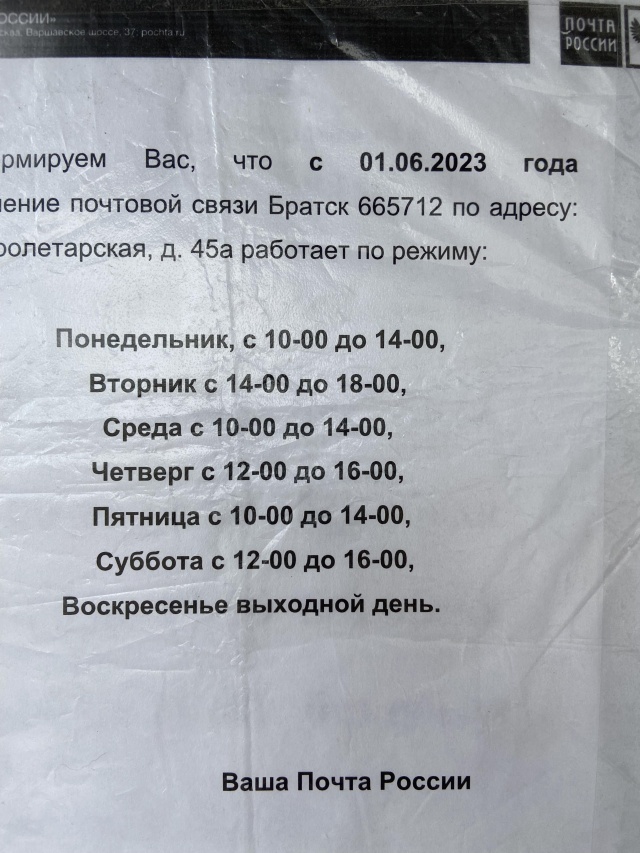 ОССИИ»
ская, Варшавское шоссе, 37; pochta.ru
ПОЧТА
РОССИИ
рмируем Вас, что с 01.06.2023 года
ение почтовой связи Братск 665712 по адресу:
ролетарская, д. 45а работает по режиму:
Понедельник, с 10-00 до 14-00,
Вторник с 14-00 до 18-00,
Среда с 10-00 до 14-00,
Четверг с 12-00 до 16-00,
Пятница с 10-00 до 14-00,
Суббота с 12-00 до 16-00,
Воскресенье выходной день.
Ваша Почта России